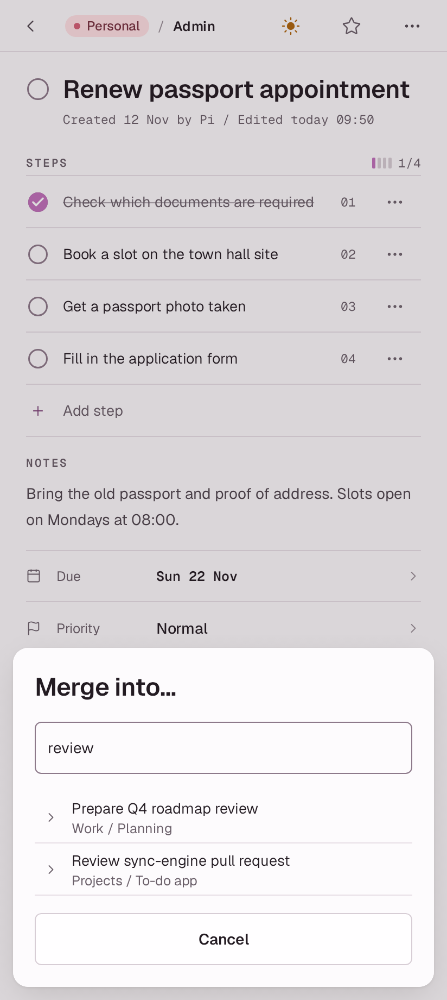 Personal / Admin
Renew passport appointment
Created 12 Nov by Pi / Edited today 09:50
STEPS 1/4
Check which documents are required 01
Book a slot on the town hall site 02
Get a passport photo taken 03
Fill in the application form 04
+ Add step
NOTES
Bring the old passport and proof of address. Slots open
on Mondays at 08:00.
Due Sun 22 Nov
Priority Normal
Merge into...
review
Prepare Q4 roadmap review
Work / Planning
Review sync-engine pull request
Projects / To-do app
Cancel